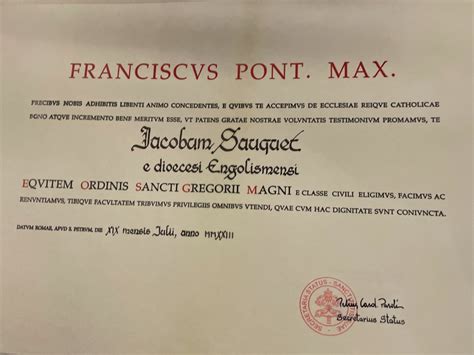 FRANCISCVS PONT. MAX.
PRECIBVS NOBIS ADHIBITIS LIBENTI ANIMO CONCEDENTES, E QVIBVS TE ACCEPIMVS DE ECCLESIAE REIQVE CATHOLICAE
BONO ATQVE INCREMENTO BENE MERITVM ESSE, VT PATENS GRATAE NOSTRAE VOLVNTATIS TESTIMONIVM PROMAMVS, TE
Jacobum Sauquet
e dioecesi Engolismensi
EQVITEM ORDINIS SANCTI GREGORII MAGNI E CLASSE CIVILI ELIGIMVS, FACIMVS AC
RENVNTIAMVS, TIBIQVE FACVLTATEM TRIBVIMVS PRIVILEGIIS OMNIBVS VTENDI, QVAE CVM HAC DIGNITATE SVNT CONIVNCTA.
DATVM ROMAE, APVD S. PETRVM, DIE XIX mensis Julii, anno MMXXIII
SECRETARIA STATUS
Secretarius Status